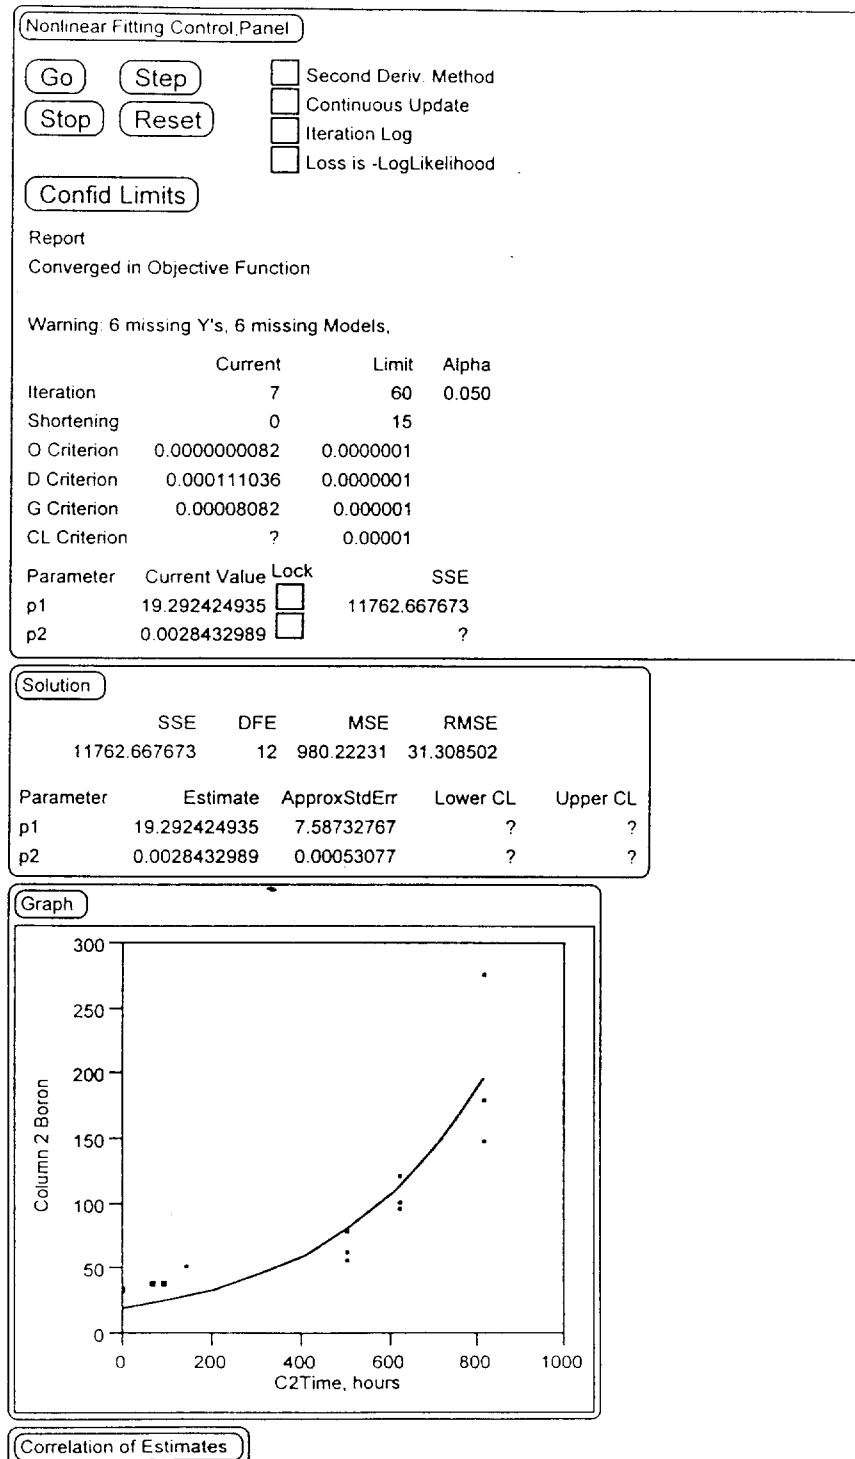 Nonlinear Fitting Control Panel
Go Step
Stop Reset
Second Deriv. Method
Continuous Update
Iteration Log
Loss is -LogLikelihood
Confid Limits
Report
Converged in Objective Function
Warning: 6 missing Y's, 6 missing Models,
Current Limit Alpha
Iteration 7 60 0.050
Shortening 0 15
O Criterion 0.0000000082 0.0000001
D Criterion 0.000111036 0.0000001
G Criterion 0.00008082 0.000001
CL Criterion ? 0.00001
Parameter Current Value Lock SSE
p1 19.292424935 11762.667673
p2 0.0028432989 ?
Solution
SSE DFE MSE RMSE
11762.667673 12 980.22231 31.308502
Parameter Estimate ApproxStdErr Lower CL Upper CL
p1 19.292424935 7.58732767 ? ?
p2 0.0028432989 0.00053077 ? ?
Graph
Column 2 Boron
300
250
200
150
100
50
0
0 200 400 600 800 1000
C2Time, hours
Correlation of Estimates